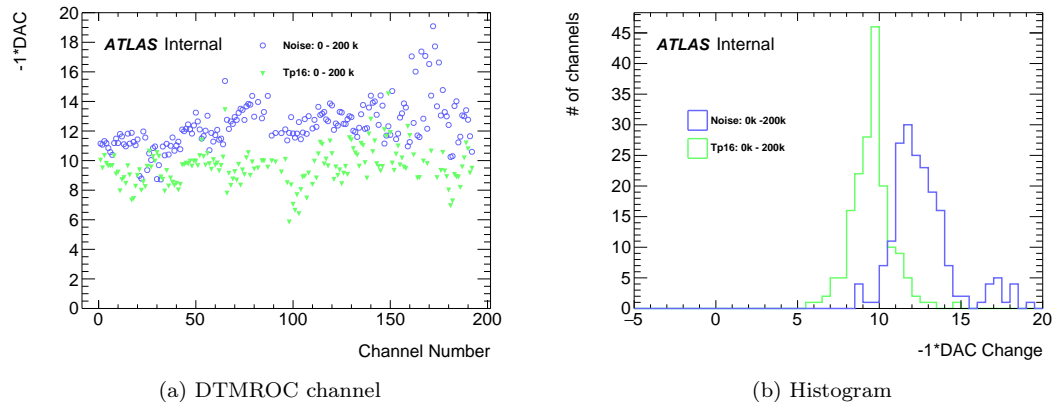 -1*DAC
20
18
16
14
12
10
8
6
4
2
0
0
50
100
150
200
Channel Number
ATLAS Internal
Noise: 0 - 200 k
Tp16: 0 - 200 k
(a) DTMROC channel
# of channels
45
40
35
30
25
20
15
10
5
0
−5
0
5
10
15
20
-1*DAC Change
ATLAS Internal
Noise: 0k -200k
Tp16: 0k - 200k
(b) Histogram